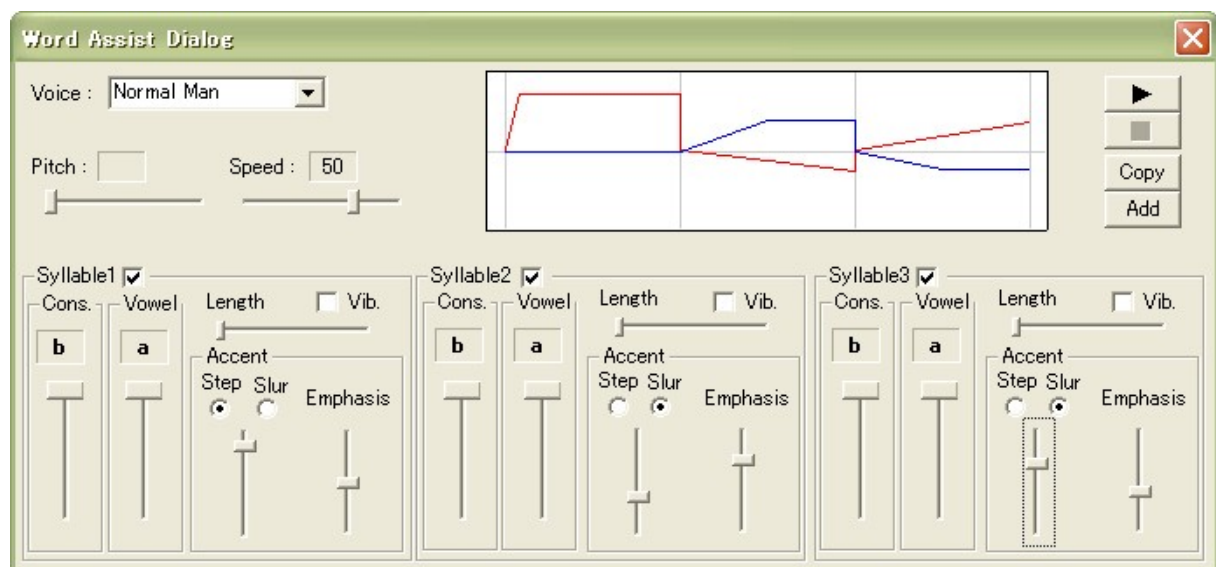 Word Assist Dialog
Voice : Normal Man
Pitch : Speed : 50
Copy
Add
Syllable1 Syllable2 Syllable3
Cons. Vowel Length Vib. Cons. Vowel Length Vib. Cons. Vowel Length Vib.
b a b a b a
Accent Accent Accent
Step Slur Emphasis Step Slur Emphasis Step Slur Emphasis